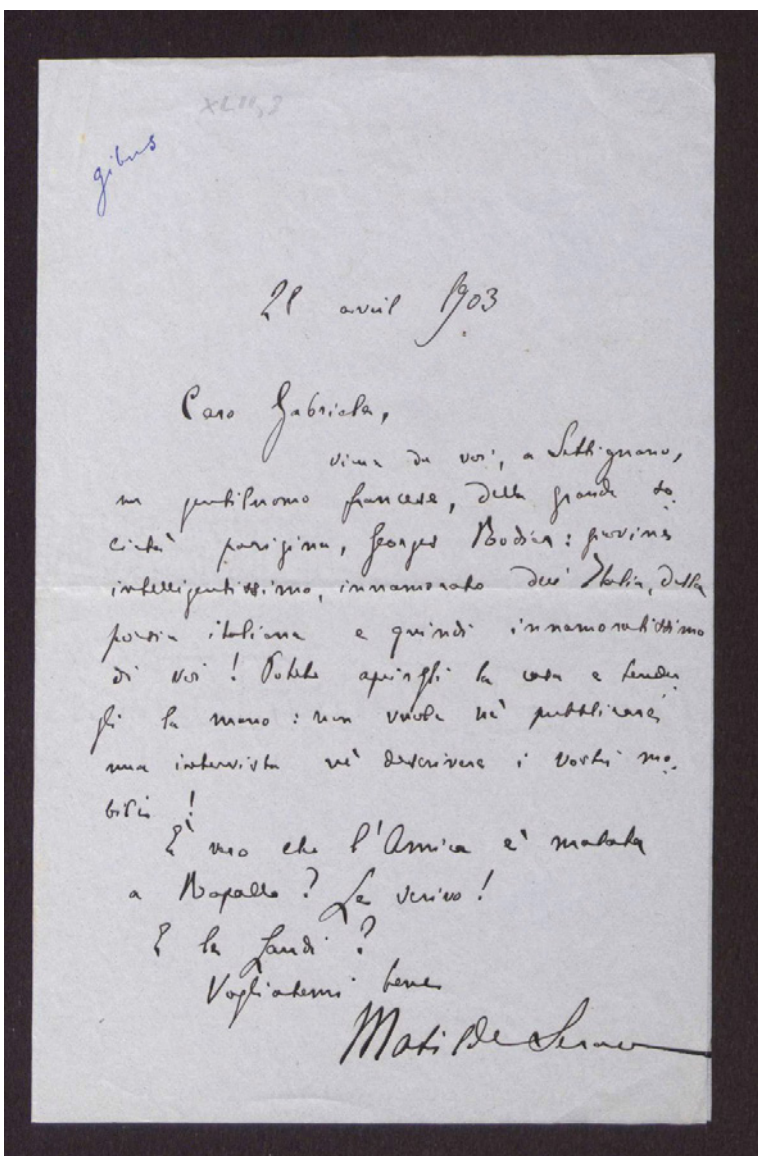 XLII,3
gibus
21 avril 1903
Caro Gabriele,
viene da voi, a Settignano,
un gentiluomo francese, della grande so-
cietà parigina, Georges : giovine
intelligentissimo, innamorato dell'Italia, della
poesia italiana e quindi innamoratissimo
di voi! Potete aprirgli la casa e tender-
gli la mano: non vuole nè pubblicare
una intervista nè descrivere i vostri mo-
bili!
È vero che l'Amica è malata
a Rapallo? Le scrivo!
E la Laudi?
Vogliatemi bene
Matilde Serao